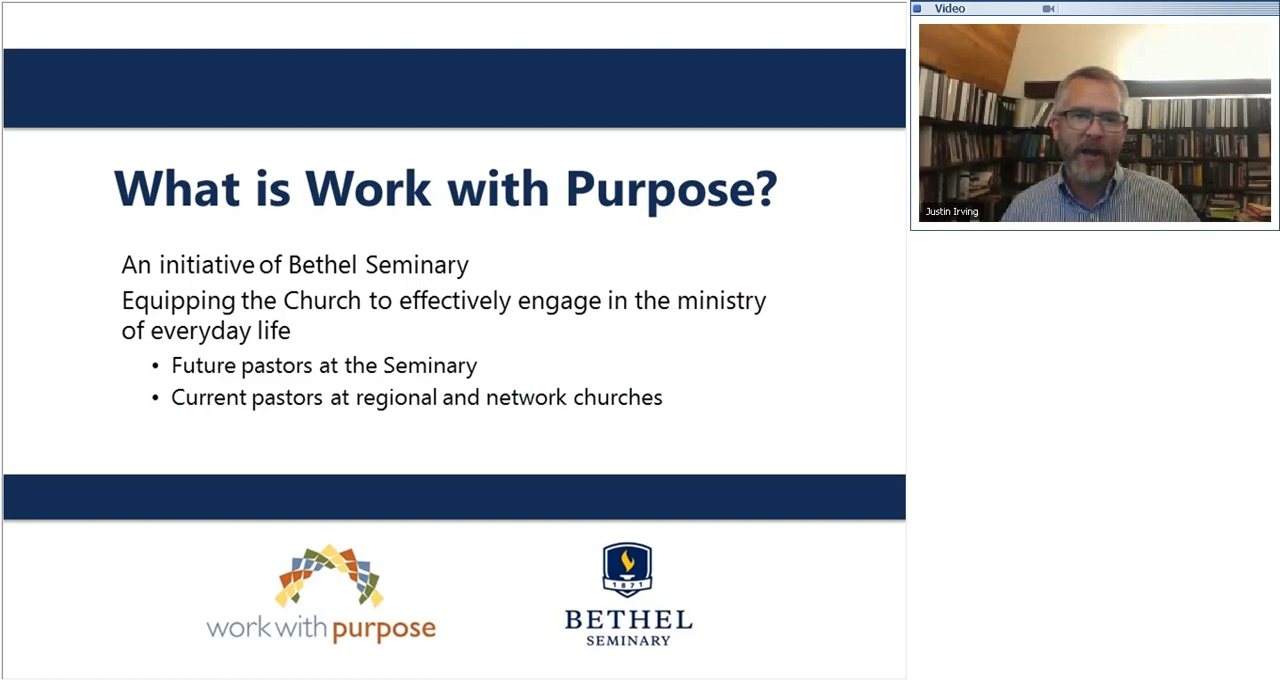 Video
What is Work with Purpose?
An initiative of Bethel Seminary
Equipping the Church to effectively engage in the ministry
of everyday life
• Future pastors at the Seminary
• Current pastors at regional and network churches
Justin Irving
work with purpose
1871
BETHEL
SEMINARY